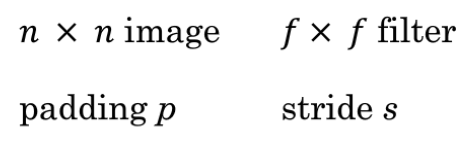 n × n image f × f filter
padding p stride s